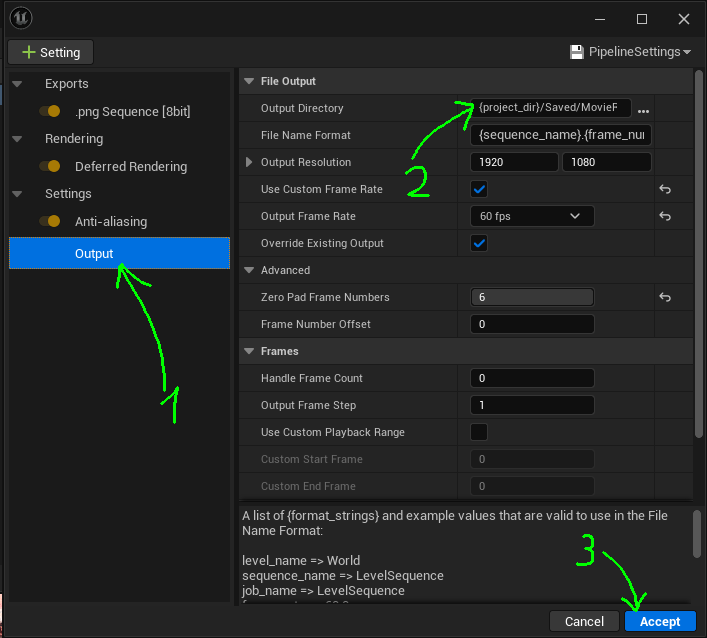 Setting
PipelineSettings
Exports
.png Sequence [8bit]
Rendering
Deferred Rendering
Settings
Anti-aliasing
Output
1
File Output
Output Directory {project_dir}/Saved/MovieF
File Name Format {sequence_name}.{frame_nu
2
Output Resolution 1920 1080
Use Custom Frame Rate
Output Frame Rate 60 fps
Override Existing Output
Advanced
Zero Pad Frame Numbers 6
Frame Number Offset 0
Frames
Handle Frame Count 0
Output Frame Step 1
Use Custom Playback Range
Custom Start Frame 0
Custom End Frame 0
A list of {format_strings} and example values that are valid to use in the File
Name Format:
level_name => World
sequence_name => LevelSequence
job_name => LevelSequence
3
Cancel Accept